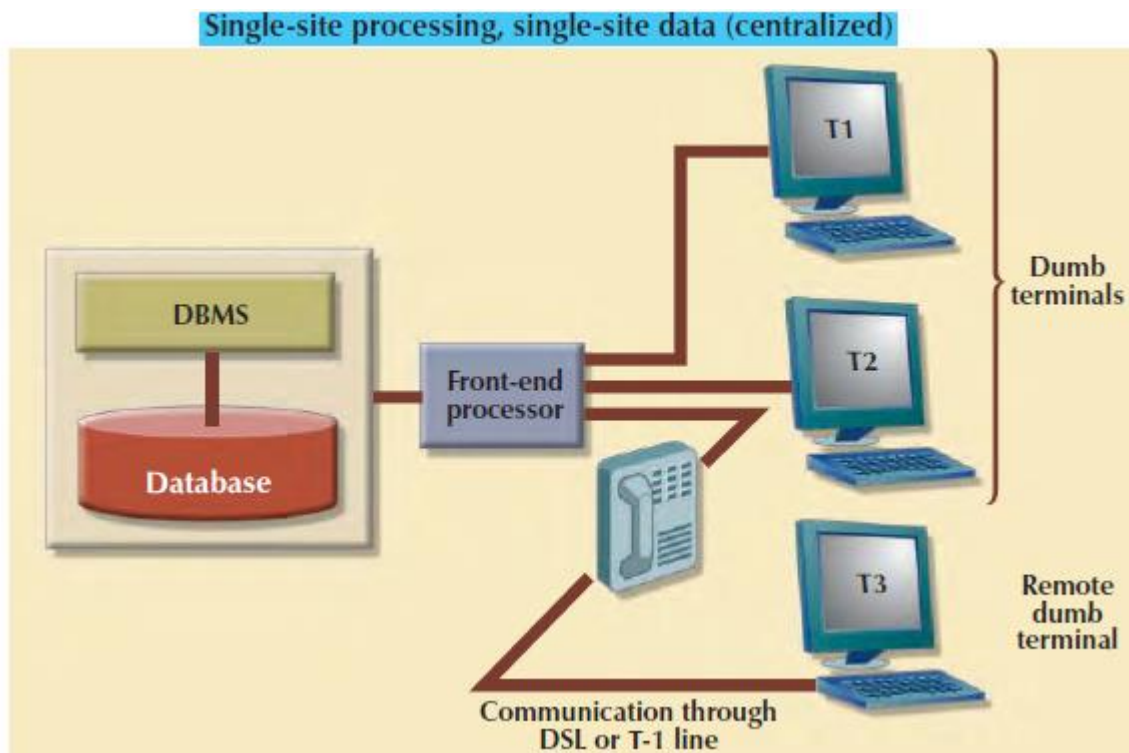 Single-site processing, single-site data (centralized)
T1
Dumb
terminals
DBMS
T2
Front-end
processor
Database
T3
Remote
dumb
terminal
Communication through
DSL or T-1 line